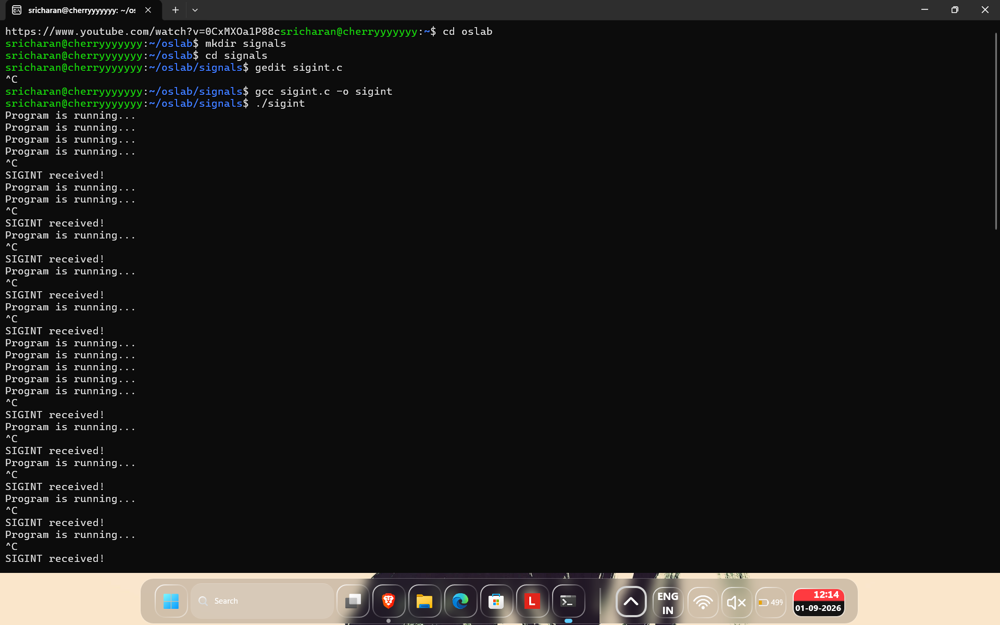 sricharan@cherryyyyyyy: ~/os
https://www.youtube.com/watch?v=0CxMXOa1P88csricharan@cherryyyyyyy:~$ cd oslab
sricharan@cherryyyyyyy:~/oslab$ mkdir signals
sricharan@cherryyyyyyy:~/oslab$ cd signals
sricharan@cherryyyyyyy:~/oslab/signals$ gedit sigint.c
^C
sricharan@cherryyyyyyy:~/oslab/signals$ gcc sigint.c -o sigint
sricharan@cherryyyyyyy:~/oslab/signals$ ./sigint
Program is running...
Program is running...
Program is running...
Program is running...
^C
SIGINT received!
Program is running...
Program is running...
^C
SIGINT received!
Program is running...
^C
SIGINT received!
Program is running...
^C
SIGINT received!
Program is running...
^C
SIGINT received!
Program is running...
Program is running...
Program is running...
Program is running...
Program is running...
^C
SIGINT received!
Program is running...
^C
SIGINT received!
Program is running...
^C
SIGINT received!
Program is running...
^C
SIGINT received!
Program is running...
^C
SIGINT received!
Search
L
ENG
IN
49%
12:14
01-09-2026